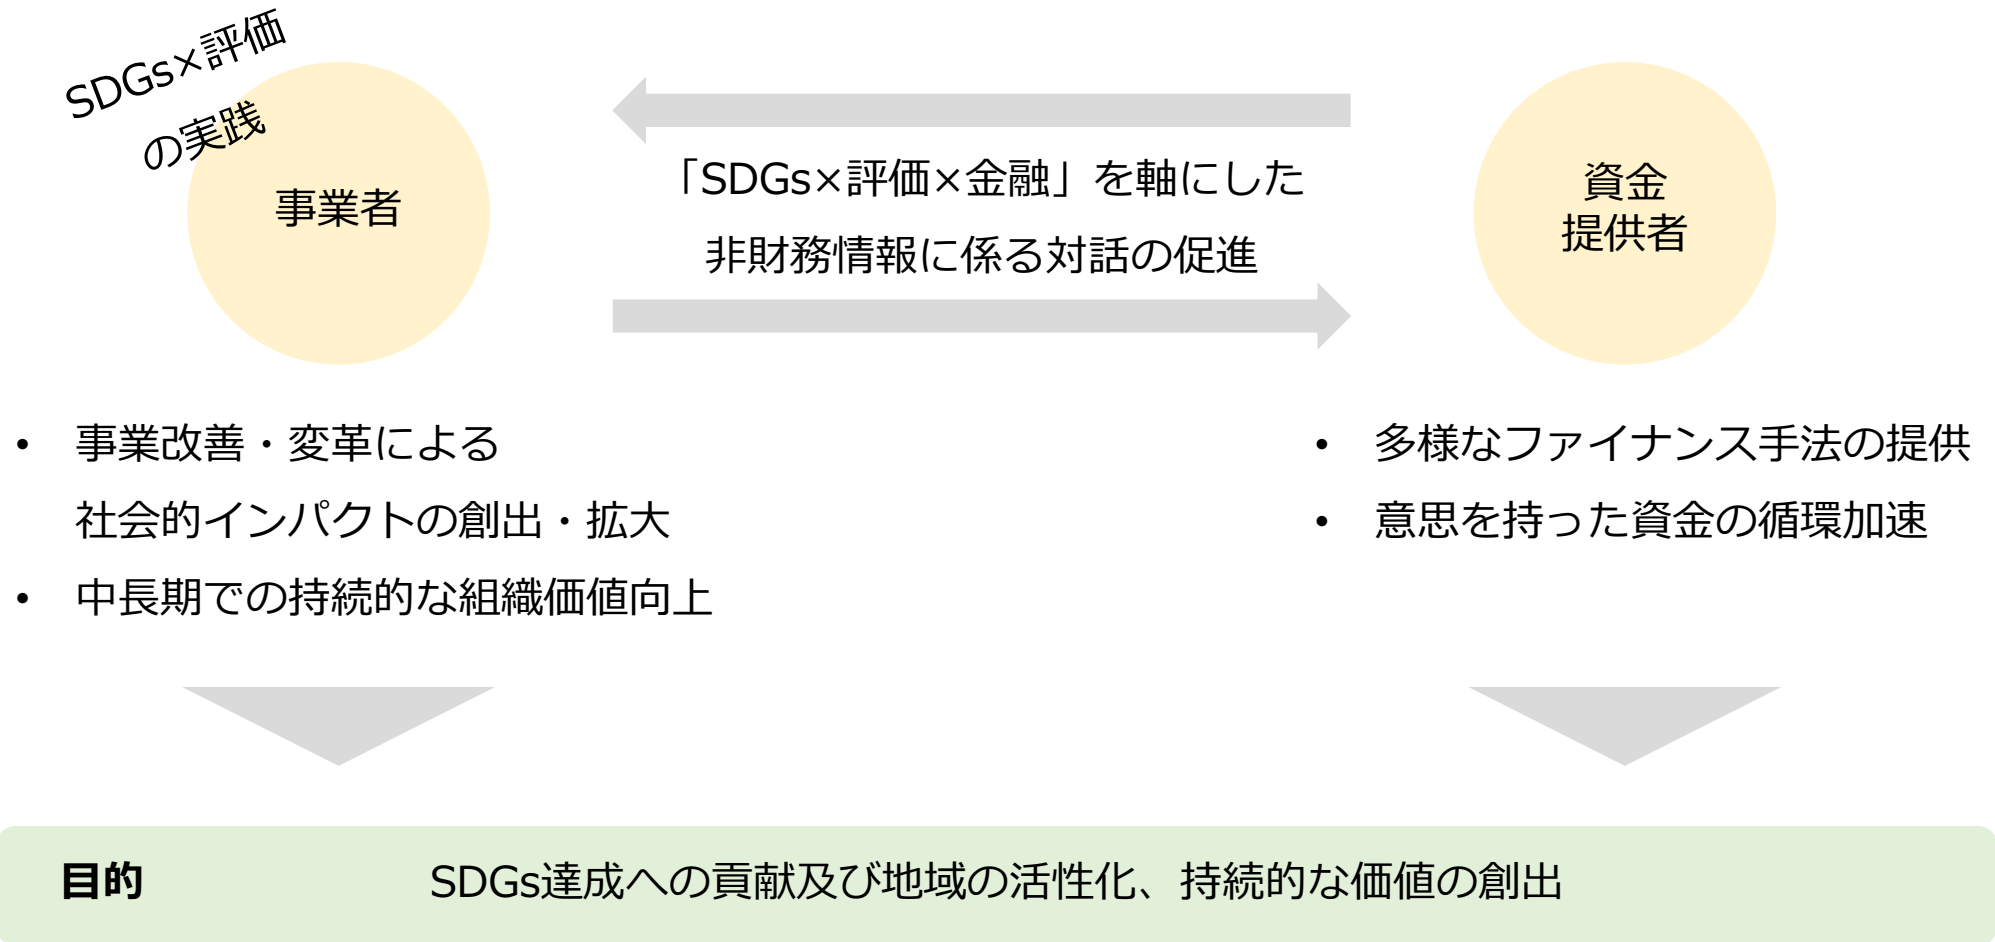 SDGs×評価
の実践
事業者
「SDGs×評価×金融」を軸にした
非財務情報に係る対話の促進
資金
提供者
• 事業改善・変革による
社会的インパクトの創出・拡大
• 中長期での持続的な組織価値向上
• 多様なファイナンス手法の提供
• 意思を持った資金の循環加速
目的 SDGs達成への貢献及び地域の活性化、持続的な価値の創出